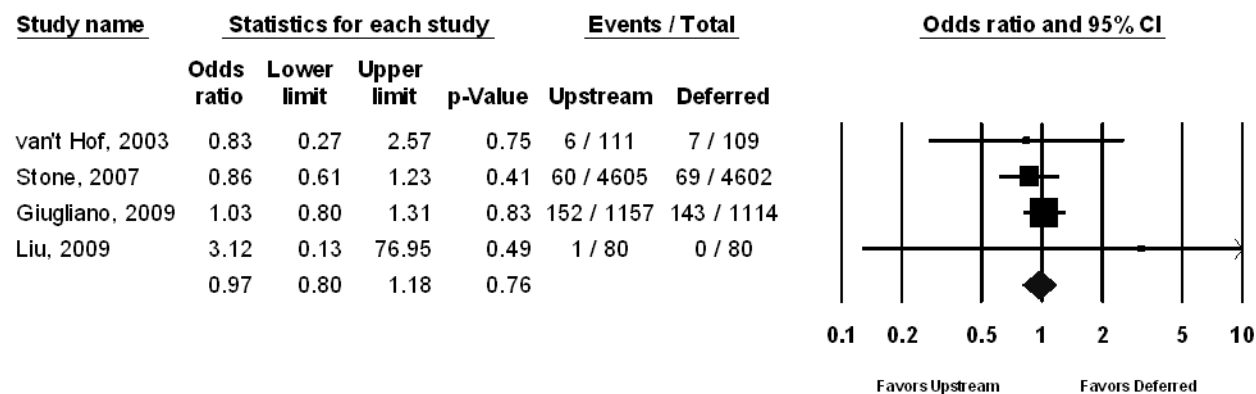 Study name Statistics for each study Events / Total Odds ratio and 95% CI
Odds Lower Upper
ratio limit limit p-Value Upstream Deferred
van't Hof, 2003 0.83 0.27 2.57 0.75 6 / 111 7 / 109
Stone, 2007 0.86 0.61 1.23 0.41 60 / 4605 69 / 4602
Giugliano, 2009 1.03 0.80 1.31 0.83 152 / 1157 143 / 1114
Liu, 2009 3.12 0.13 76.95 0.49 1 / 80 0 / 80
0.97 0.80 1.18 0.76
0.1 0.2 0.5 1 2 5 10
Favors Upstream Favors Deferred